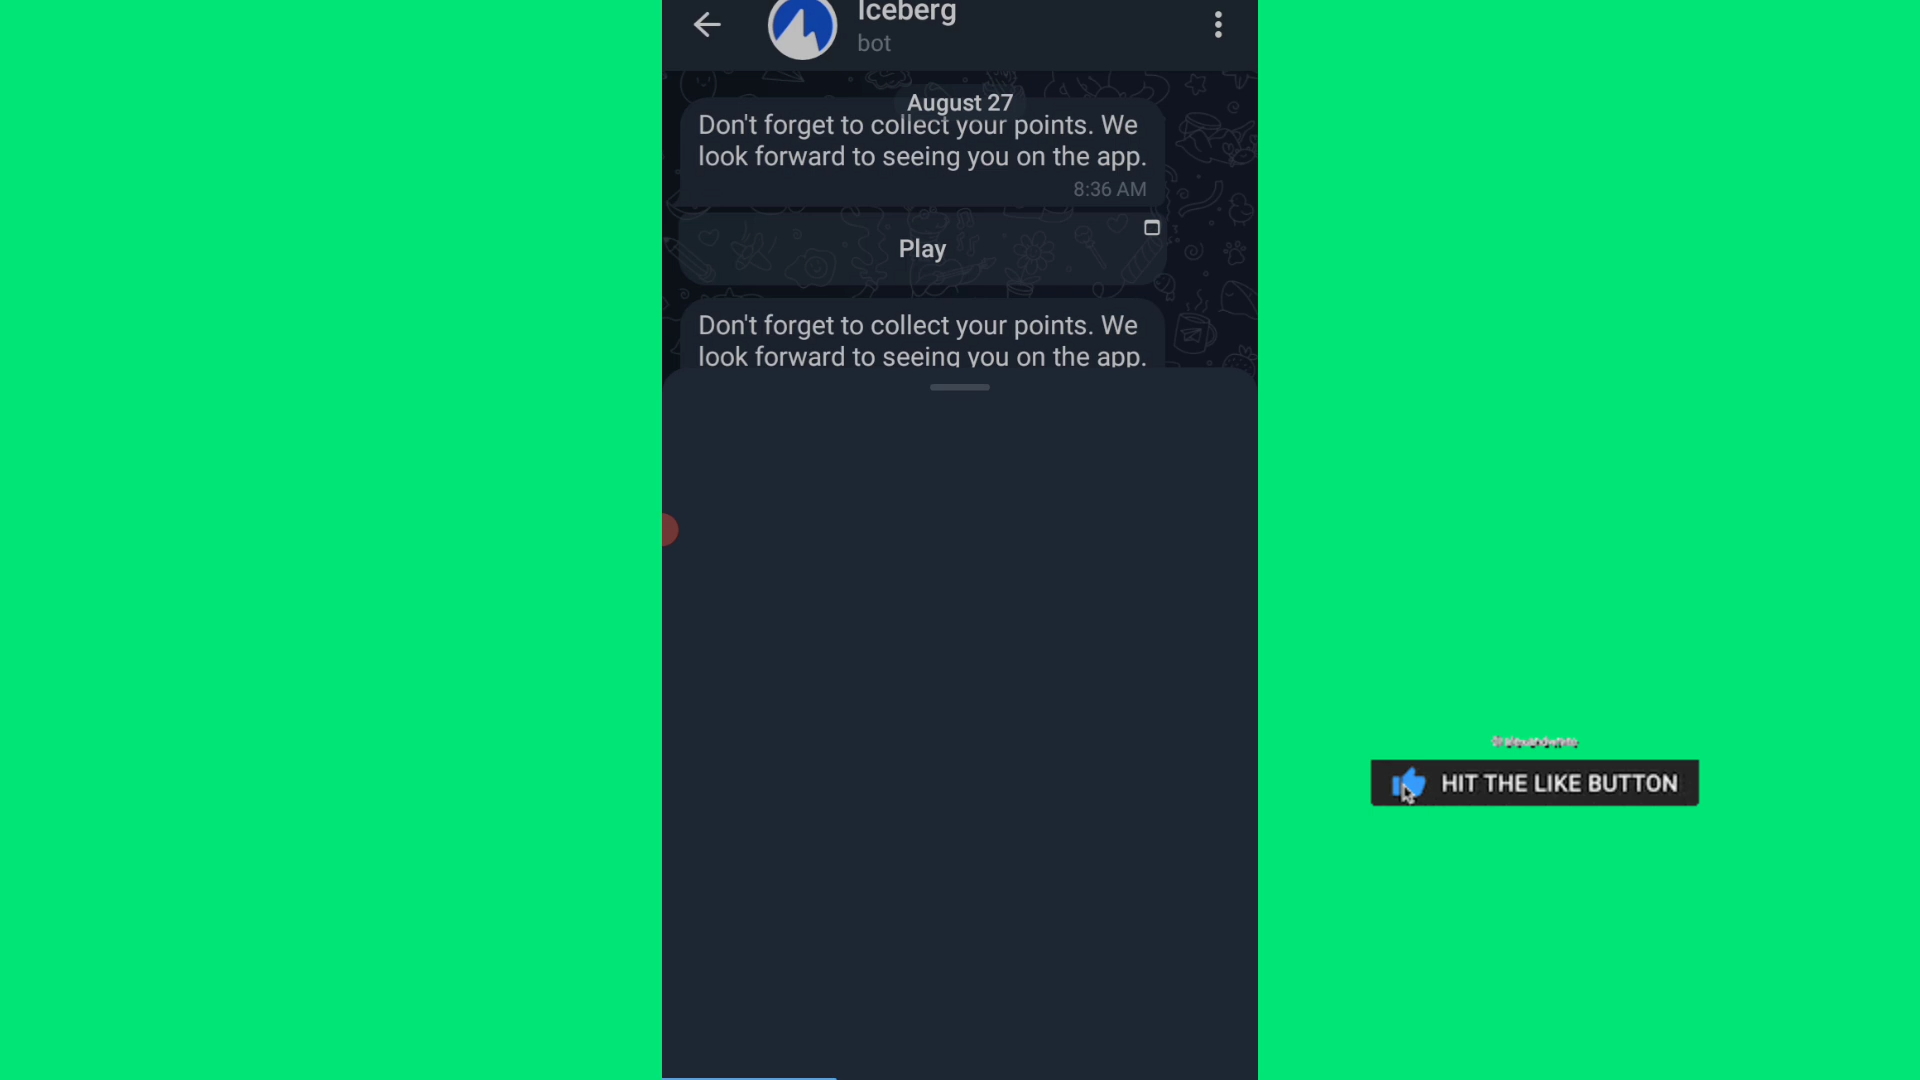 Iceberg
bot
August 27
Don't forget to collect your points. We
look forward to seeing you on the app.
8:36 AM
Play
Don't forget to collect your points. We
look forward to seeing you on the app.
HIT THE LIKE BUTTON